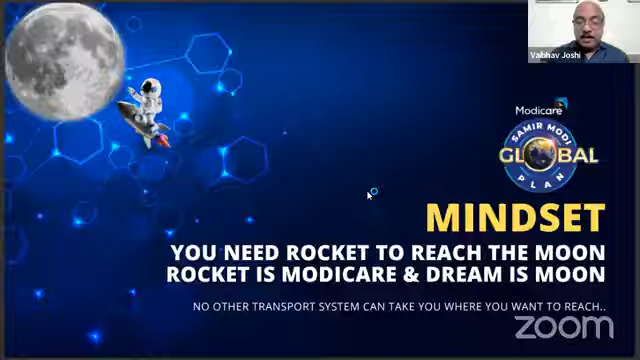 Vaibhav Joshi
Modicare
SAMIR MODI
GLOBAL
PLAN
MINDSET
YOU NEED ROCKET TO REACH THE MOON
ROCKET IS MODICARE & DREAM IS MOON
NO OTHER TRANSPORT SYSTEM CAN TAKE YOU WHERE YOU WANT TO REACH..
zoom